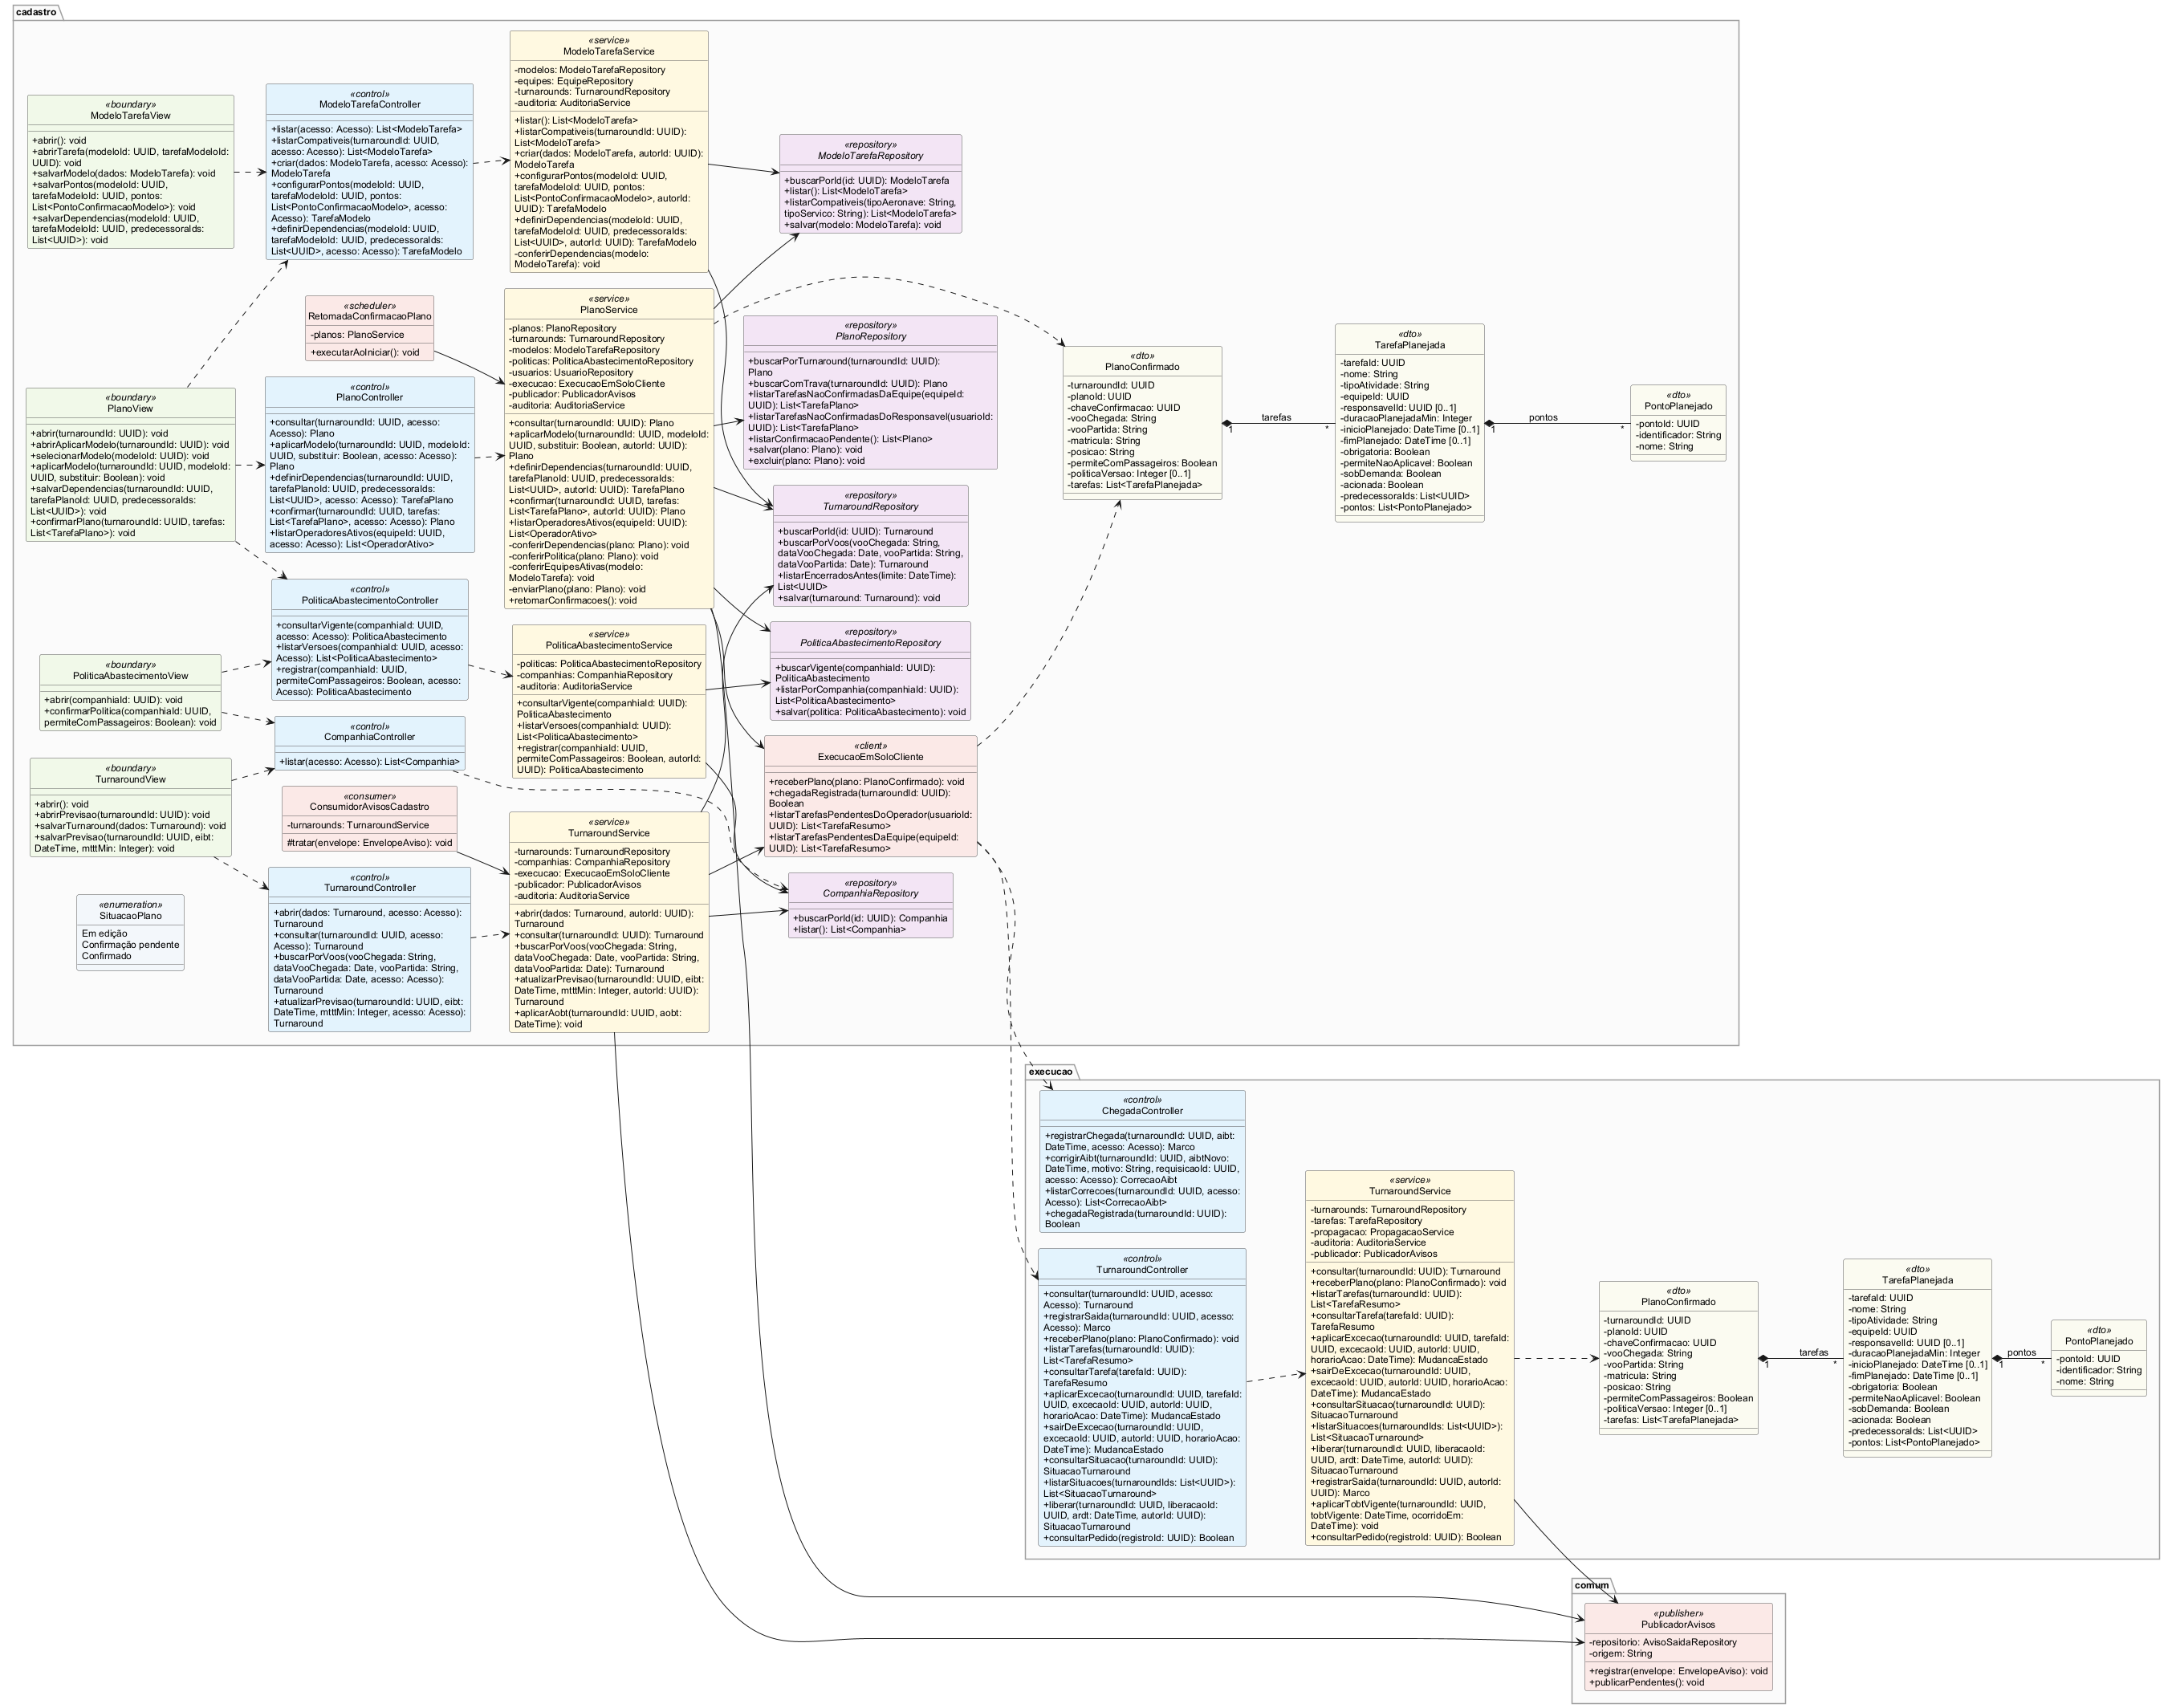 cadastro
«service»
ModeloTarefaService
-modelos: ModeloTarefaRepository
-equipes: EquipeRepository
-turnarounds: TurnaroundRepository
-auditoria: AuditoriaService
+listar(): List<ModeloTarefa>
+listarCompativeis(turnaroundId: UUID):
List<ModeloTarefa>
+criar(dados: ModeloTarefa, autorId: UUID):
ModeloTarefa
+configurarPontos(modeloId: UUID,
tarefaModeloId: UUID, pontos:
List<PontoConfirmacaoModelo>, autorId:
UUID): TarefaModelo
+definirDependencias(modeloId: UUID,
tarefaModeloId: UUID, predecessoraIds:
List<UUID>, autorId: UUID): TarefaModelo
-conferirDependencias(modelo:
ModeloTarefa): void
«boundary»
ModeloTarefaView
+abrir(): void
+abrirTarefa(modeloId: UUID, tarefaModeloId:
UUID): void
+salvarModelo(dados: ModeloTarefa): void
+salvarPontos(modeloId: UUID,
tarefaModeloId: UUID, pontos:
List<PontoConfirmacaoModelo>): void
+salvarDependencias(modeloId: UUID,
tarefaModeloId: UUID, predecessoraIds:
List<UUID>): void
«control»
ModeloTarefaController
+listar(acesso: Acesso): List<ModeloTarefa>
+listarCompativeis(turnaroundId: UUID,
acesso: Acesso): List<ModeloTarefa>
+criar(dados: ModeloTarefa, acesso: Acesso):
ModeloTarefa
+configurarPontos(modeloId: UUID,
tarefaModeloId: UUID, pontos:
List<PontoConfirmacaoModelo>, acesso:
Acesso): TarefaModelo
+definirDependencias(modeloId: UUID,
tarefaModeloId: UUID, predecessoraIds:
List<UUID>, acesso: Acesso): TarefaModelo
«repository»
ModeloTarefaRepository
+buscarPorId(id: UUID): ModeloTarefa
+listar(): List<ModeloTarefa>
+listarCompativeis(tipoAeronave: String,
tipoServico: String): List<ModeloTarefa>
+salvar(modelo: ModeloTarefa): void
«scheduler»
RetomadaConfirmacaoPlano
-planos: PlanoService
+executarAoIniciar(): void
«service»
PlanoService
-planos: PlanoRepository
-turnarounds: TurnaroundRepository
-modelos: ModeloTarefaRepository
-politicas: PoliticaAbastecimentoRepository
-usuarios: UsuarioRepository
-execucao: ExecucaoEmSoloCliente
-publicador: PublicadorAvisos
-auditoria: AuditoriaService
+consultar(turnaroundId: UUID): Plano
+aplicarModelo(turnaroundId: UUID, modeloId:
UUID, substituir: Boolean, autorId: UUID):
Plano
+definirDependencias(turnaroundId: UUID,
tarefaPlanoId: UUID, predecessoraIds:
List<UUID>, autorId: UUID): TarefaPlano
+confirmar(turnaroundId: UUID, tarefas:
List<TarefaPlano>, autorId: UUID): Plano
+listarOperadoresAtivos(equipeId: UUID):
List<OperadorAtivo>
-conferirDependencias(plano: Plano): void
-conferirPolitica(plano: Plano): void
-conferirEquipesAtivas(modelo:
ModeloTarefa): void
-enviarPlano(plano: Plano): void
+retomarConfirmacoes(): void
«repository»
PlanoRepository
+buscarPorTurnaround(turnaroundId: UUID):
Plano
+buscarComTrava(turnaroundId: UUID): Plano
+listarTarefasNaoConfirmadasDaEquipe(equipeId:
UUID): List<TarefaPlano>
+listarTarefasNaoConfirmadasDoResponsavel(usuarioId:
UUID): List<TarefaPlano>
+listarConfirmacaoPendente(): List<Plano>
+salvar(plano: Plano): void
+excluir(plano: Plano): void
«dto»
PlanoConfirmado
-turnaroundId: UUID
-planoId: UUID
-chaveConfirmacao: UUID
-vooChegada: String
-vooPartida: String
-matricula: String
-posicao: String
-permiteComPassageiros: Boolean
-politicaVersao: Integer [0..1]
-tarefas: List<TarefaPlanejada>
tarefas
1
*
«dto»
TarefaPlanejada
-tarefaId: UUID
-nome: String
-tipoAtividade: String
-equipeId: UUID
-responsavelId: UUID [0..1]
-duracaoPlanejadaMin: Integer
-inicioPlanejado: DateTime [0..1]
-fimPlanejado: DateTime [0..1]
-obrigatoria: Boolean
-permiteNaoAplicavel: Boolean
-sobDemanda: Boolean
-acionada: Boolean
-predecessoraIds: List<UUID>
-pontos: List<PontoPlanejado>
pontos
1
*
«dto»
PontoPlanejado
-pontoId: UUID
-identificador: String
-nome: String
«boundary»
PlanoView
+abrir(turnaroundId: UUID): void
+abrirAplicarModelo(turnaroundId: UUID): void
+selecionarModelo(modeloId: UUID): void
+aplicarModelo(turnaroundId: UUID, modeloId:
UUID, substituir: Boolean): void
+salvarDependencias(turnaroundId: UUID,
tarefaPlanoId: UUID, predecessoraIds:
List<UUID>): void
+confirmarPlano(turnaroundId: UUID, tarefas:
List<TarefaPlano>): void
«control»
PlanoController
+consultar(turnaroundId: UUID, acesso:
Acesso): Plano
+aplicarModelo(turnaroundId: UUID, modeloId:
UUID, substituir: Boolean, acesso: Acesso):
Plano
+definirDependencias(turnaroundId: UUID,
tarefaPlanoId: UUID, predecessoraIds:
List<UUID>, acesso: Acesso): TarefaPlano
+confirmar(turnaroundId: UUID, tarefas:
List<TarefaPlano>, acesso: Acesso): Plano
+listarOperadoresAtivos(equipeId: UUID,
acesso: Acesso): List<OperadorAtivo>
«repository»
TurnaroundRepository
+buscarPorId(id: UUID): Turnaround
+buscarPorVoos(vooChegada: String,
dataVooChegada: Date, vooPartida: String,
dataVooPartida: Date): Turnaround
+listarEncerradosAntes(limite: DateTime):
List<UUID>
+salvar(turnaround: Turnaround): void
«control»
PoliticaAbastecimentoController
+consultarVigente(companhiaId: UUID,
acesso: Acesso): PoliticaAbastecimento
+listarVersoes(companhiaId: UUID, acesso:
Acesso): List<PoliticaAbastecimento>
+registrar(companhiaId: UUID,
permiteComPassageiros: Boolean, acesso:
Acesso): PoliticaAbastecimento
«service»
PoliticaAbastecimentoService
-politicas: PoliticaAbastecimentoRepository
-companhias: CompanhiaRepository
-auditoria: AuditoriaService
+consultarVigente(companhiaId: UUID):
PoliticaAbastecimento
+listarVersoes(companhiaId: UUID):
List<PoliticaAbastecimento>
+registrar(companhiaId: UUID,
permiteComPassageiros: Boolean, autorId:
UUID): PoliticaAbastecimento
«repository»
PoliticaAbastecimentoRepository
+buscarVigente(companhiaId: UUID):
PoliticaAbastecimento
+listarPorCompanhia(companhiaId: UUID):
List<PoliticaAbastecimento>
+salvar(politica: PoliticaAbastecimento): void
«boundary»
PoliticaAbastecimentoView
+abrir(companhiaId: UUID): void
+confirmarPolitica(companhiaId: UUID,
permiteComPassageiros: Boolean): void
«control»
CompanhiaController
+listar(acesso: Acesso): List<Companhia>
«client»
ExecucaoEmSoloCliente
+receberPlano(plano: PlanoConfirmado): void
+chegadaRegistrada(turnaroundId: UUID):
Boolean
+listarTarefasPendentesDoOperador(usuarioId:
UUID): List<TarefaResumo>
+listarTarefasPendentesDaEquipe(equipeId:
UUID): List<TarefaResumo>
«boundary»
TurnaroundView
+abrir(): void
+abrirPrevisao(turnaroundId: UUID): void
+salvarTurnaround(dados: Turnaround): void
+salvarPrevisao(turnaroundId: UUID, eibt:
DateTime, mtttMin: Integer): void
«consumer»
ConsumidorAvisosCadastro
-turnarounds: TurnaroundService
#tratar(envelope: EnvelopeAviso): void
«service»
TurnaroundService
-turnarounds: TurnaroundRepository
-companhias: CompanhiaRepository
-execucao: ExecucaoEmSoloCliente
-publicador: PublicadorAvisos
-auditoria: AuditoriaService
+abrir(dados: Turnaround, autorId: UUID):
Turnaround
+consultar(turnaroundId: UUID): Turnaround
+buscarPorVoos(vooChegada: String,
dataVooChegada: Date, vooPartida: String,
dataVooPartida: Date): Turnaround
+atualizarPrevisao(turnaroundId: UUID, eibt:
DateTime, mtttMin: Integer, autorId: UUID):
Turnaround
+aplicarAobt(turnaroundId: UUID, aobt:
DateTime): void
«repository»
CompanhiaRepository
+buscarPorId(id: UUID): Companhia
+listar(): List<Companhia>
«enumeration»
SituacaoPlano
Em edição
Confirmação pendente
Confirmado
«control»
TurnaroundController
+abrir(dados: Turnaround, acesso: Acesso):
Turnaround
+consultar(turnaroundId: UUID, acesso:
Acesso): Turnaround
+buscarPorVoos(vooChegada: String,
dataVooChegada: Date, vooPartida: String,
dataVooPartida: Date, acesso: Acesso):
Turnaround
+atualizarPrevisao(turnaroundId: UUID, eibt:
DateTime, mtttMin: Integer, acesso: Acesso):
Turnaround
execucao
«control»
ChegadaController
+registrarChegada(turnaroundId: UUID, aibt:
DateTime, acesso: Acesso): Marco
+corrigirAibt(turnaroundId: UUID, aibtNovo:
DateTime, motivo: String, requisicaoId: UUID,
acesso: Acesso): CorrecaoAibt
+listarCorrecoes(turnaroundId: UUID, acesso:
Acesso): List<CorrecaoAibt>
+chegadaRegistrada(turnaroundId: UUID):
Boolean
«control»
TurnaroundController
+consultar(turnaroundId: UUID, acesso:
Acesso): Turnaround
+registrarSaida(turnaroundId: UUID, acesso:
Acesso): Marco
+receberPlano(plano: PlanoConfirmado): void
+listarTarefas(turnaroundId: UUID):
List<TarefaResumo>
+consultarTarefa(tarefaId: UUID):
TarefaResumo
+aplicarExcecao(turnaroundId: UUID, tarefaId:
UUID, excecaoId: UUID, autorId: UUID,
horarioAcao: DateTime): MudancaEstado
+sairDeExcecao(turnaroundId: UUID,
excecaoId: UUID, autorId: UUID, horarioAcao:
DateTime): MudancaEstado
+consultarSituacao(turnaroundId: UUID):
SituacaoTurnaround
+listarSituacoes(turnaroundIds: List<UUID>):
List<SituacaoTurnaround>
+liberar(turnaroundId: UUID, liberacaoId:
UUID, ardt: DateTime, autorId: UUID):
SituacaoTurnaround
+consultarPedido(registroId: UUID): Boolean
«service»
TurnaroundService
-turnarounds: TurnaroundRepository
-tarefas: TarefaRepository
-propagacao: PropagacaoService
-auditoria: AuditoriaService
-publicador: PublicadorAvisos
+consultar(turnaroundId: UUID): Turnaround
+receberPlano(plano: PlanoConfirmado): void
+listarTarefas(turnaroundId: UUID):
List<TarefaResumo>
+consultarTarefa(tarefaId: UUID):
TarefaResumo
+aplicarExcecao(turnaroundId: UUID, tarefaId:
UUID, excecaoId: UUID, autorId: UUID,
horarioAcao: DateTime): MudancaEstado
+sairDeExcecao(turnaroundId: UUID,
excecaoId: UUID, autorId: UUID, horarioAcao:
DateTime): MudancaEstado
+consultarSituacao(turnaroundId: UUID):
SituacaoTurnaround
+listarSituacoes(turnaroundIds: List<UUID>):
List<SituacaoTurnaround>
+liberar(turnaroundId: UUID, liberacaoId:
UUID, ardt: DateTime, autorId: UUID):
SituacaoTurnaround
+registrarSaida(turnaroundId: UUID, autorId:
UUID): Marco
+aplicarTobtVigente(turnaroundId: UUID,
tobtVigente: DateTime, ocorridoEm:
DateTime): void
+consultarPedido(registroId: UUID): Boolean
«dto»
PlanoConfirmado
-turnaroundId: UUID
-planoId: UUID
-chaveConfirmacao: UUID
-vooChegada: String
-vooPartida: String
-matricula: String
-posicao: String
-permiteComPassageiros: Boolean
-politicaVersao: Integer [0..1]
-tarefas: List<TarefaPlanejada>
tarefas
1
*
«dto»
TarefaPlanejada
-tarefaId: UUID
-nome: String
-tipoAtividade: String
-equipeId: UUID
-responsavelId: UUID [0..1]
-duracaoPlanejadaMin: Integer
-inicioPlanejado: DateTime [0..1]
-fimPlanejado: DateTime [0..1]
-obrigatoria: Boolean
-permiteNaoAplicavel: Boolean
-sobDemanda: Boolean
-acionada: Boolean
-predecessoraIds: List<UUID>
-pontos: List<PontoPlanejado>
pontos
1
*
«dto»
PontoPlanejado
-pontoId: UUID
-identificador: String
-nome: String
comum
«publisher»
PublicadorAvisos
-repositorio: AvisoSaidaRepository
-origem: String
+registrar(envelope: EnvelopeAviso): void
+publicarPendentes(): void